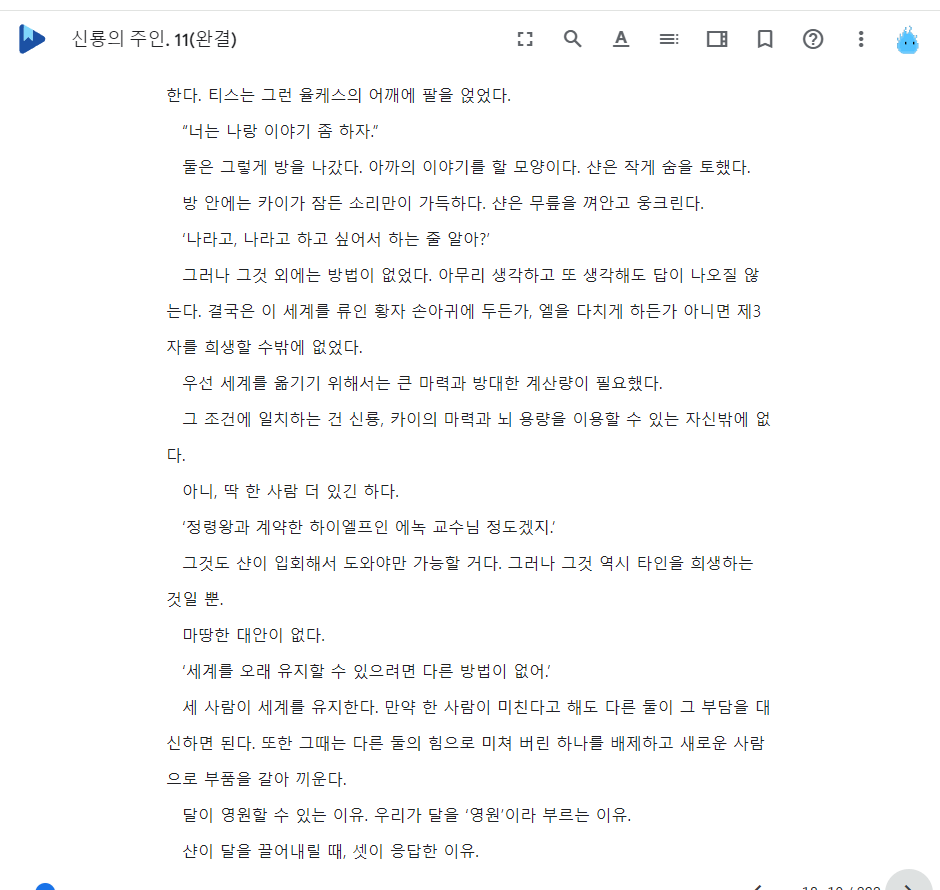 신룡의 주인. 11(완결)
한다. 티스는 그런 율케스의 어깨에 팔을 얹었다.
“너는 나랑 이야기 좀 하자.”
둘은 그렇게 방을 나갔다. 아까의 이야기를 할 모양이다. 샨은 작게 숨을 토했다.
방 안에는 카이가 잠든 소리만이 가득하다. 샨은 무릎을 껴안고 웅크린다.
‘나라고, 나라고 하고 싶어서 하는 줄 알아?’
그러나 그것 외에는 방법이 없었다. 아무리 생각하고 또 생각해도 답이 나오질 않
는다. 결국은 이 세계를 류인 황자 손아귀에 두든가, 엘을 다치게 하든가 아니면 제3
자를 희생할 수밖에 없었다.
우선 세계를 옮기기 위해서는 큰 마력과 방대한 계산량이 필요했다.
그 조건에 일치하는 건 신룡, 카이의 마력과 뇌 용량을 이용할 수 있는 자신밖에 없
다.
아니, 딱 한 사람 더 있긴 하다.
‘정령왕과 계약한 하이엘프인 에녹 교수님 정도겠지.’
그것도 샨이 입회해서 도와야만 가능할 거다. 그러나 그것 역시 타인을 희생하는
것일 뿐.
마땅한 대안이 없다.
‘세계를 오래 유지할 수 있으려면 다른 방법이 없어.’
세 사람이 세계를 유지한다. 만약 한 사람이 미친다고 해도 다른 둘이 그 부담을 대
신하면 된다. 또한 그때는 다른 둘의 힘으로 미쳐 버린 하나를 배제하고 새로운 사람
으로 부품을 갈아 끼운다.
달이 영원할 수 있는 이유. 우리가 달을 ‘영원’이라 부르는 이유.
샨이 달을 끌어내릴 때, 셋이 응답한 이유.